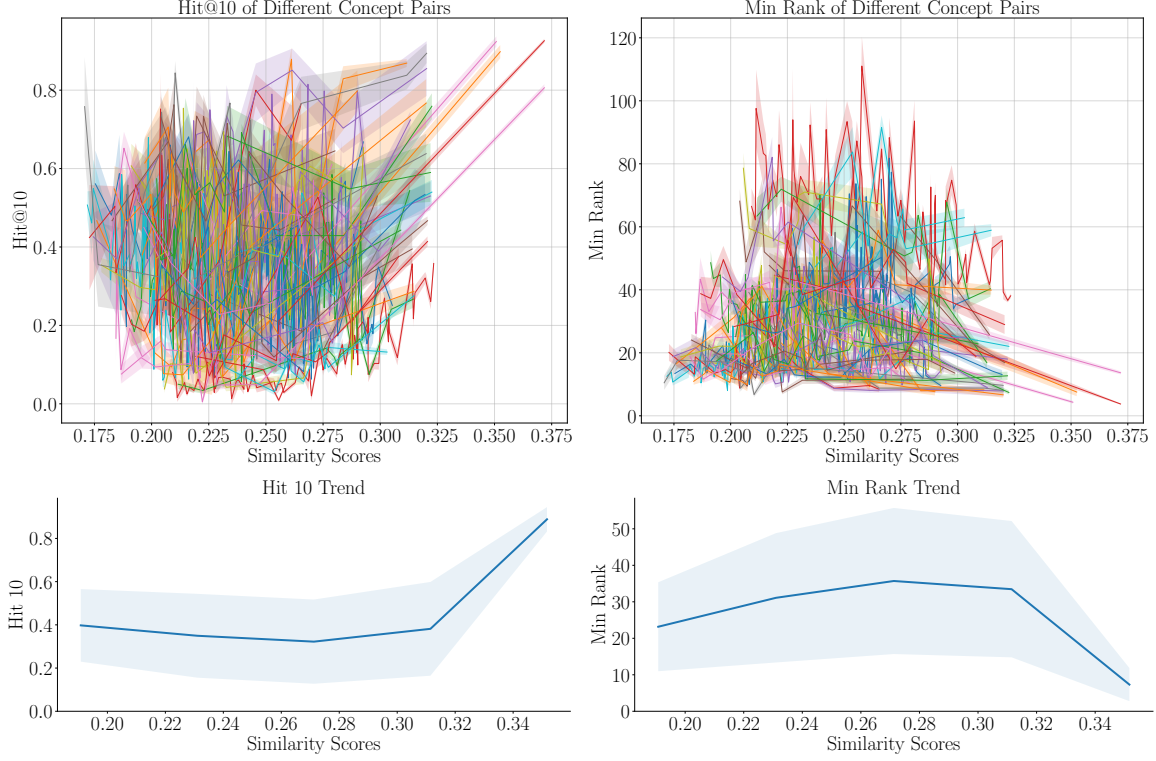 Hit@10 of Different Concept Pairs
Hit@10
0.8
0.6
0.4
0.2
0.0
0.175 0.200 0.225 0.250 0.275 0.300 0.325 0.350 0.375
Similarity Scores
Min Rank of Different Concept Pairs
Min Rank
120
100
80
60
40
20
0
0.175 0.200 0.225 0.250 0.275 0.300 0.325 0.350 0.375
Similarity Scores
Hit 10 Trend
Hit 10
0.8
0.6
0.4
0.2
0.0
0.20 0.22 0.24 0.26 0.28 0.30 0.32 0.34
Similarity Scores
Min Rank Trend
Min Rank
50
40
30
20
10
0
0.20 0.22 0.24 0.26 0.28 0.30 0.32 0.34
Similarity Scores